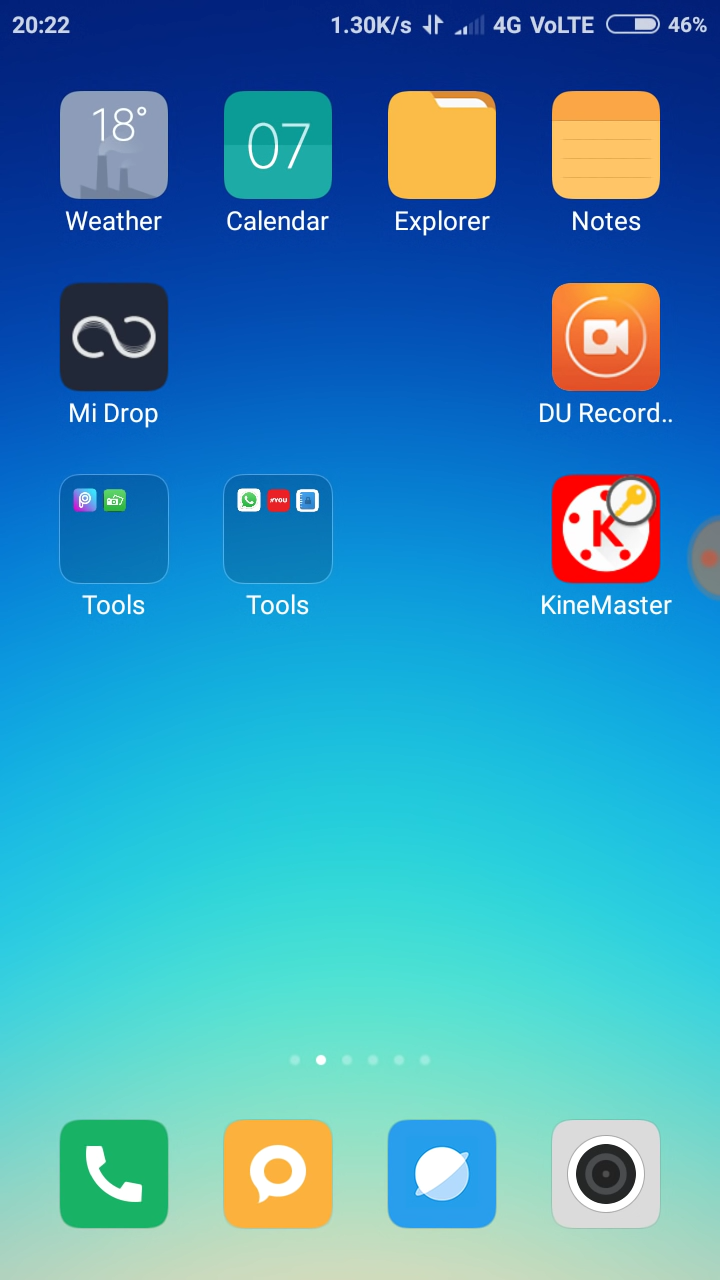 20:22 1.30K/s 4G VoLTE 46%
18°
07
Weather Calendar Explorer Notes
Mi Drop DU Record..
YOU
K
Tools Tools KineMaster